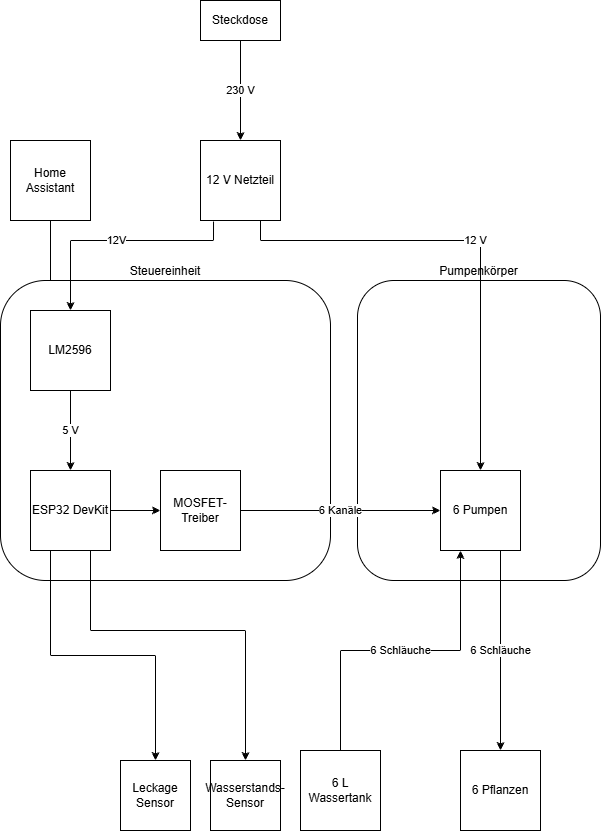 Steckdose
230 V
Home
Assistant
12 V Netzteil
12V
12 V
Steuereinheit
Pumpenkörper
LM2596
5 V
ESP32 DevKit
MOSFET-
Treiber
6 Kanäle
6 Pumpen
6 Schläuche
6 Schläuche
Leckage
Sensor
Wasserstands-
Sensor
6 L
Wassertank
6 Pflanzen